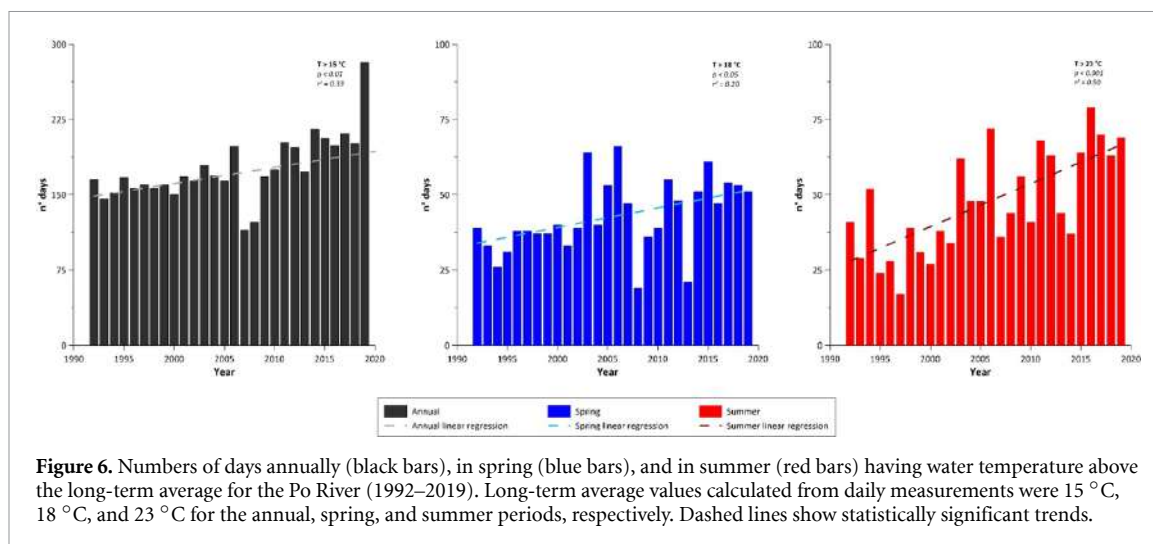 300
225
150
75
0
n° days
T > 15 °C
p < 0.01
r² = 0.33
1990 1995 2000 2005 2010 2015 2020
Year
100
75
50
25
0
n° days
T > 18 °C
p < 0.05
r² = 0.20
1990 1995 2000 2005 2010 2015 2020
Year
100
75
50
25
0
n° days
T > 23 °C
p < 0.001
r² = 0.50
1990 1995 2000 2005 2010 2015 2020
Year
Annual Spring Summer
Annual linear regression Spring linear regression Summer linear regression
Figure 6. Numbers of days annually (black bars), in spring (blue bars), and in summer (red bars) having water temperature above
the long-term average for the Po River (1992–2019). Long-term average values calculated from daily measurements were 15 °C,
18 °C, and 23 °C for the annual, spring, and summer periods, respectively. Dashed lines show statistically significant trends.